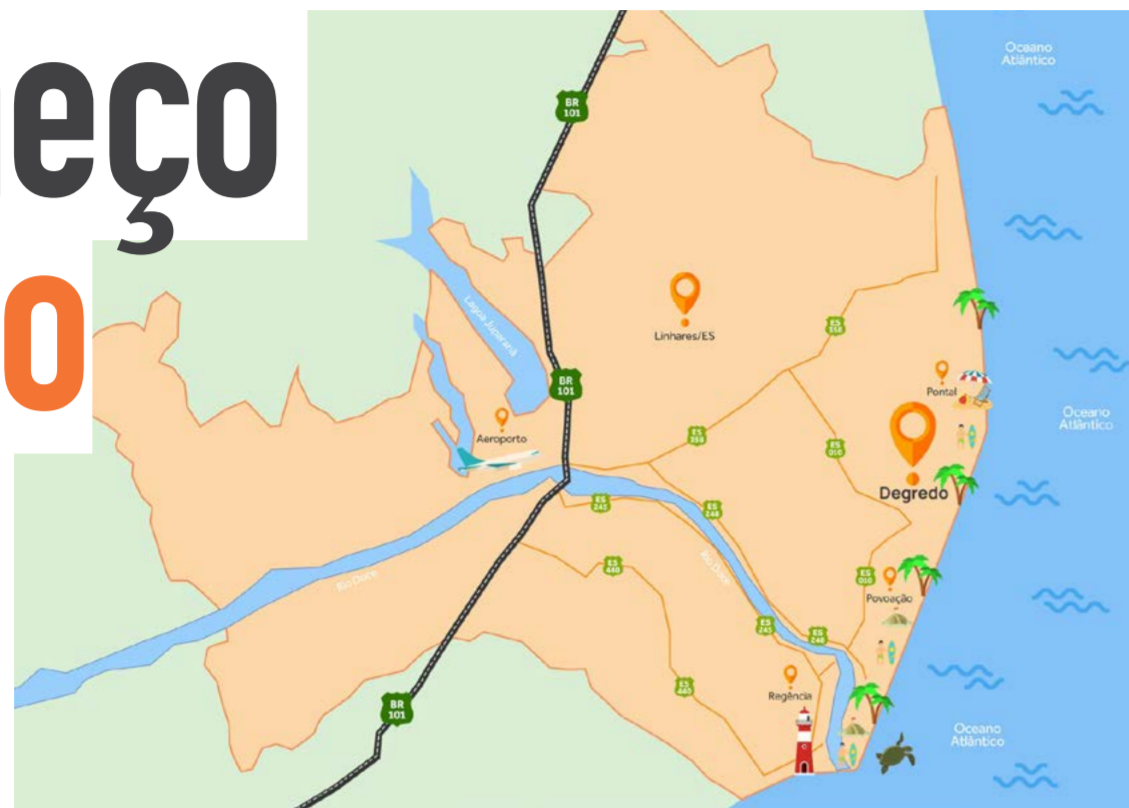 eço
o
Oceano
Atlântico
BR
101
Lagoa Juparanã
Linhares/ES
ES
358
Pontal
BR
101
Oceano
Atlântico
Aeroporto
ES
358
ES
010
Degredo
ES
245
ES
248
Rio Doce
ES
440
Rio Doce
ES
010
Povoação
ES
245
ES
248
Regência
ES
440
BR
101
Oceano
Atlântico